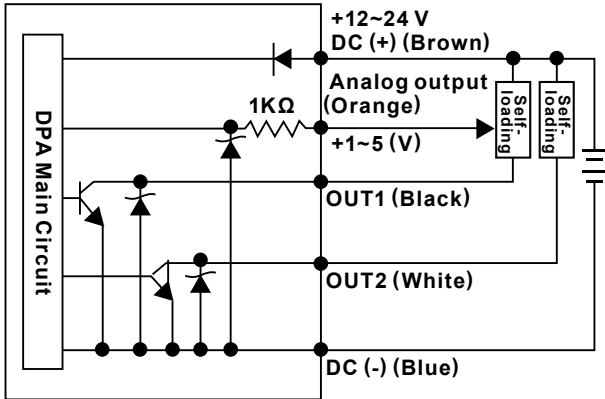 +12~24 V
DC (+) (Brown)
Analog output
(Orange)
1KΩ
+1~5 (V)
Self-
loading
Self-
loading
DPA Main Circuit
OUT1 (Black)
OUT2 (White)
DC (-) (Blue)